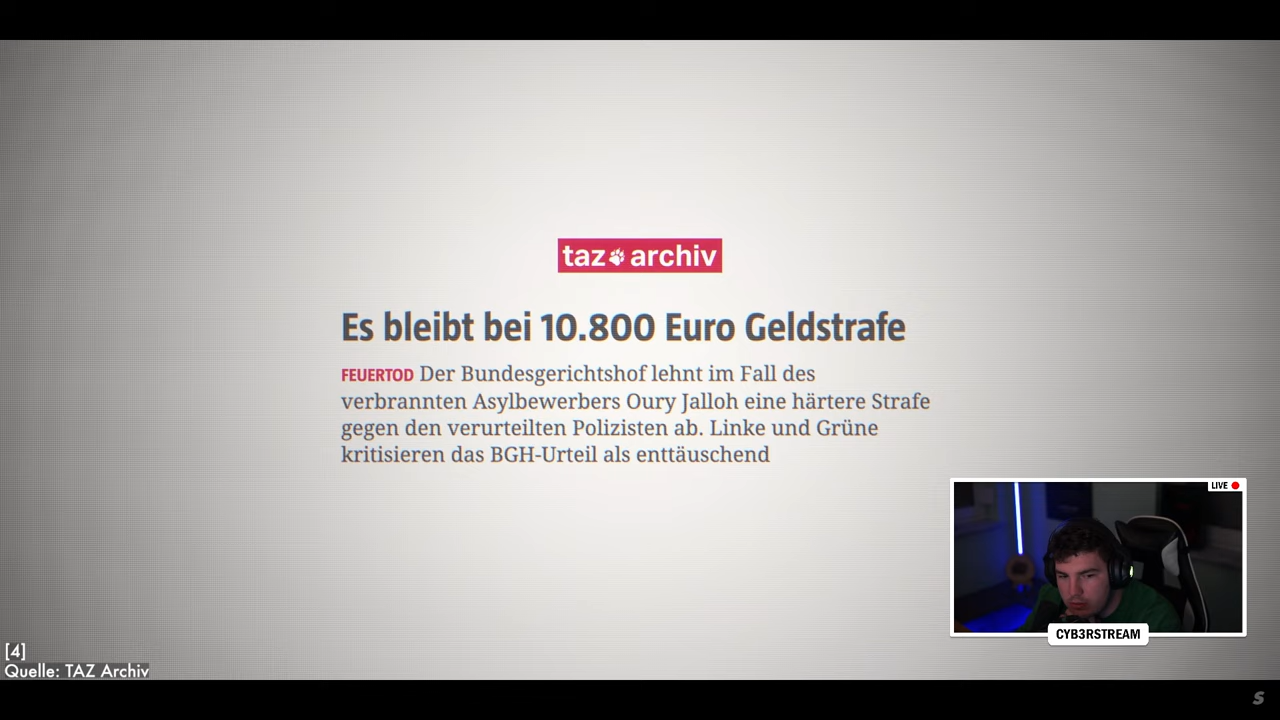 taz archiv
Es bleibt bei 10.800 Euro Geldstrafe
FEUERTOD Der Bundesgerichtshof lehnt im Fall des
verbrannten Asylbewerbers Oury Jalloh eine härtere Strafe
gegen den verurteilten Polizisten ab. Linke und Grüne
kritisieren das BGH-Urteil als enttäuschend
LIVE
CYB3RSTREAM
[4]
Quelle: TAZ Archiv
S